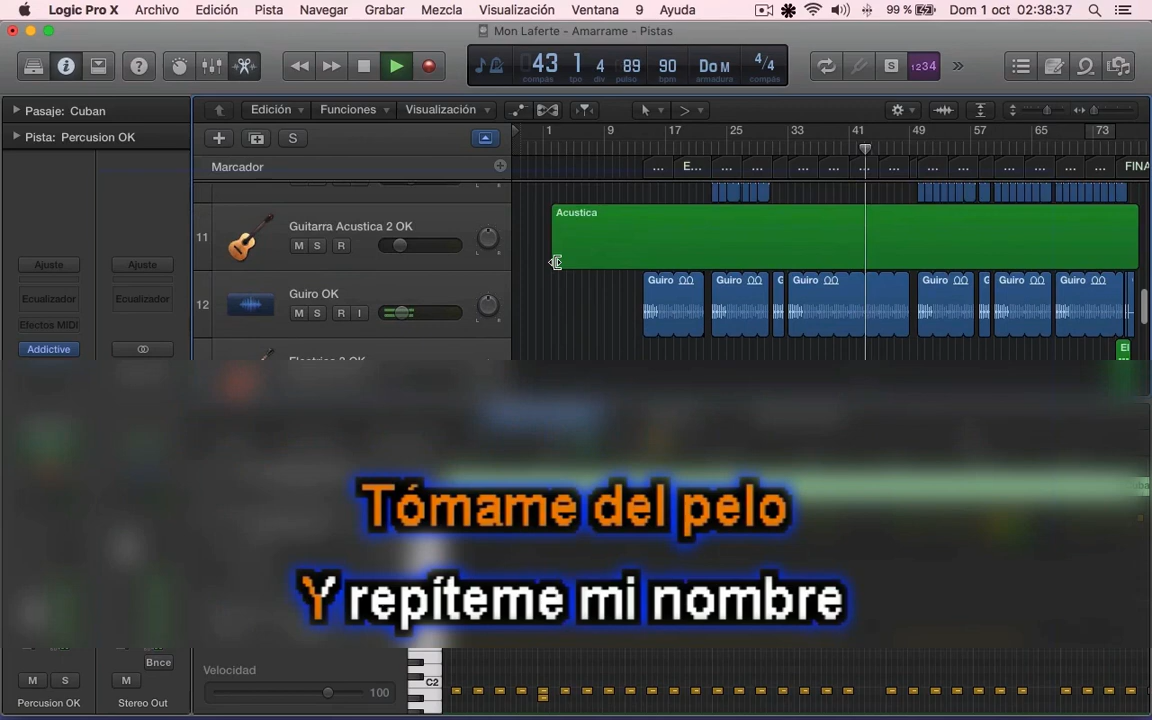 Logic Pro X Archivo Edición Pista Navegar Grabar Mezcla Visualización Ventana 9 Ayuda 99 % Dom 1 oct 02:38:37
Mon Laferte - Amarrame - Pistas
43 1 4 89 90 Do M 4/4
compás tpo div pulso bpm armadura compás
S 1234
Pasaje: Cuban
Edición Funciones Visualización
Pista: Percusion OK
S
1 9 17 25 33 41 49 57 65 73
Marcador
... E... ... ... ... ... ... ... ... ... ... ... ... FINA
L R
Acustica
11 Guitarra Acustica 2 OK
M S R
L R
Ajuste Ajuste
Guiro Guiro G Guiro Guiro G Guiro Guiro
Ecualizador Ecualizador
12 Guiro OK
M S R I
L R
Efectos MIDI
Addictive
El
Tómame del pelo
Y repíteme mi nombre
Bnce
Velocidad
100
C2
M S M
Percusion OK Stereo Out